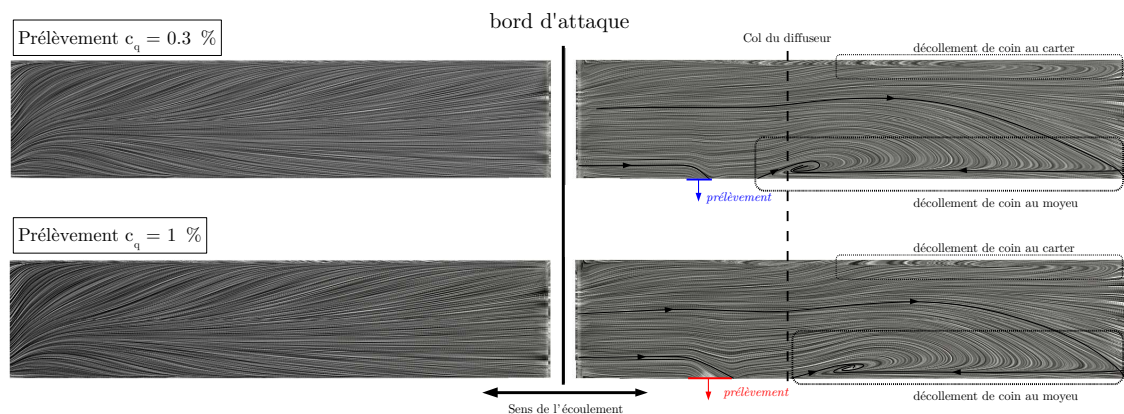 bord d'attaque
Prélèvement c_q = 0.3 %
Col du diffuseur
décollement de coin au carter
prélèvement
décollement de coin au moyeu
Prélèvement c_q = 1 %
décollement de coin au carter
prélèvement
décollement de coin au moyeu
Sens de l'écoulement